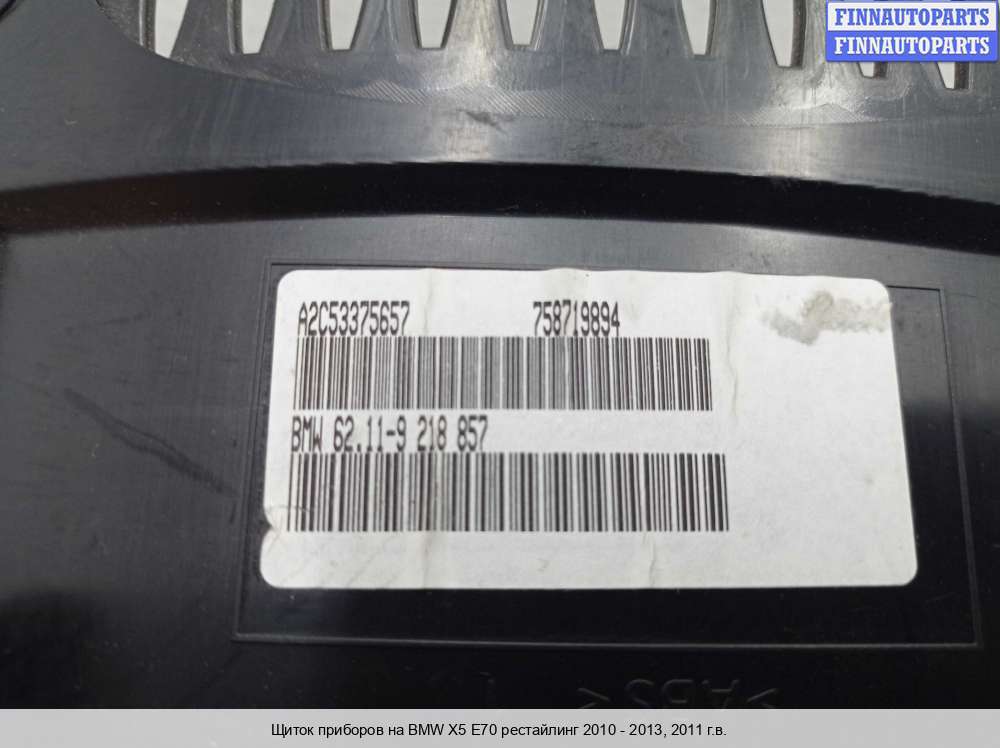 FINNAUTOPARTS
FINNAUTOPARTS
A2C53375657 758719894
BMW 62.11-9 218 857
>ABS<
Щиток приборов на BMW X5 E70 рестайлинг 2010 - 2013, 2011 г.в.